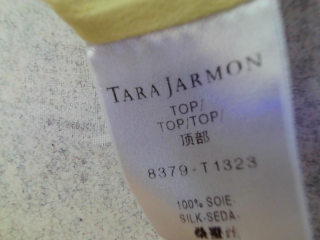 TARA JARMON
TOP/
TOP/TOP/
顶部
8379-T1323
100% SOIE-
SILK-SEDA-